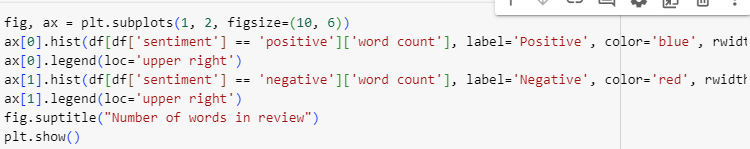 fig, ax = plt.subplots(1, 2, figsize=(10, 6))
ax[0].hist(df[df['sentiment'] == 'positive']['word count'], label='Positive', color='blue', rwidt
ax[0].legend(loc='upper right')
ax[1].hist(df[df['sentiment'] == 'negative']['word count'], label='Negative', color='red', rwidth
ax[1].legend(loc='upper right')
fig.suptitle("Number of words in review")
plt.show()